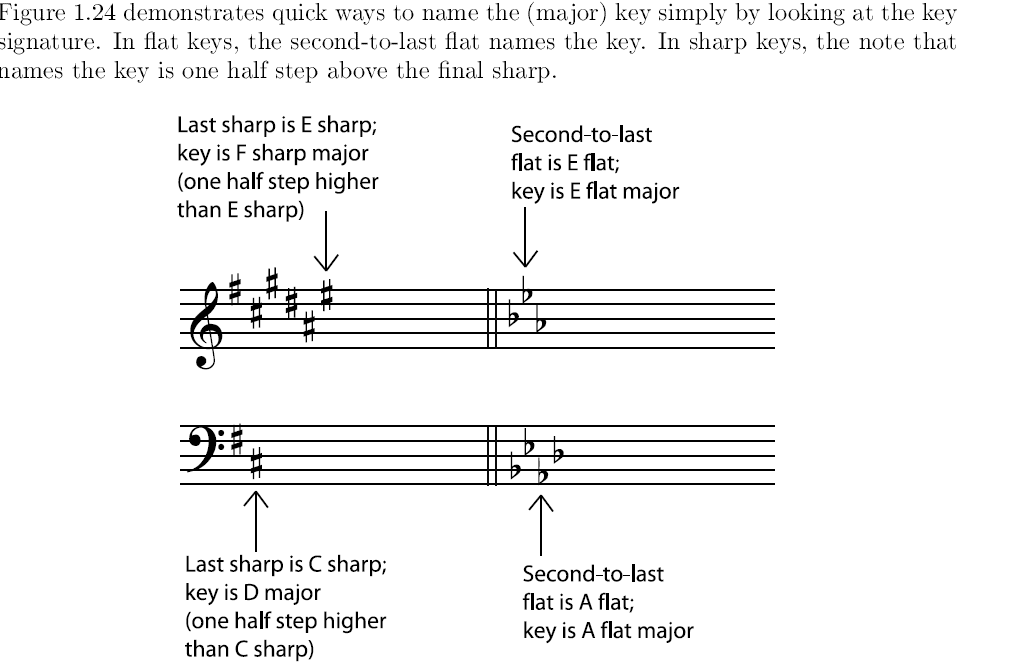 Figure 1.24 demonstrates quick ways to name the (major) key simply by looking at the key
signature. In flat keys, the second-to-last flat names the key. In sharp keys, the note that
names the key is one half step above the final sharp.
Last sharp is E sharp;
key is F sharp major
(one half step higher
than E sharp)
Second-to-last
flat is E flat;
key is E flat major
Last sharp is C sharp;
key is D major
(one half step higher
than C sharp)
Second-to-last
flat is A flat;
key is A flat major